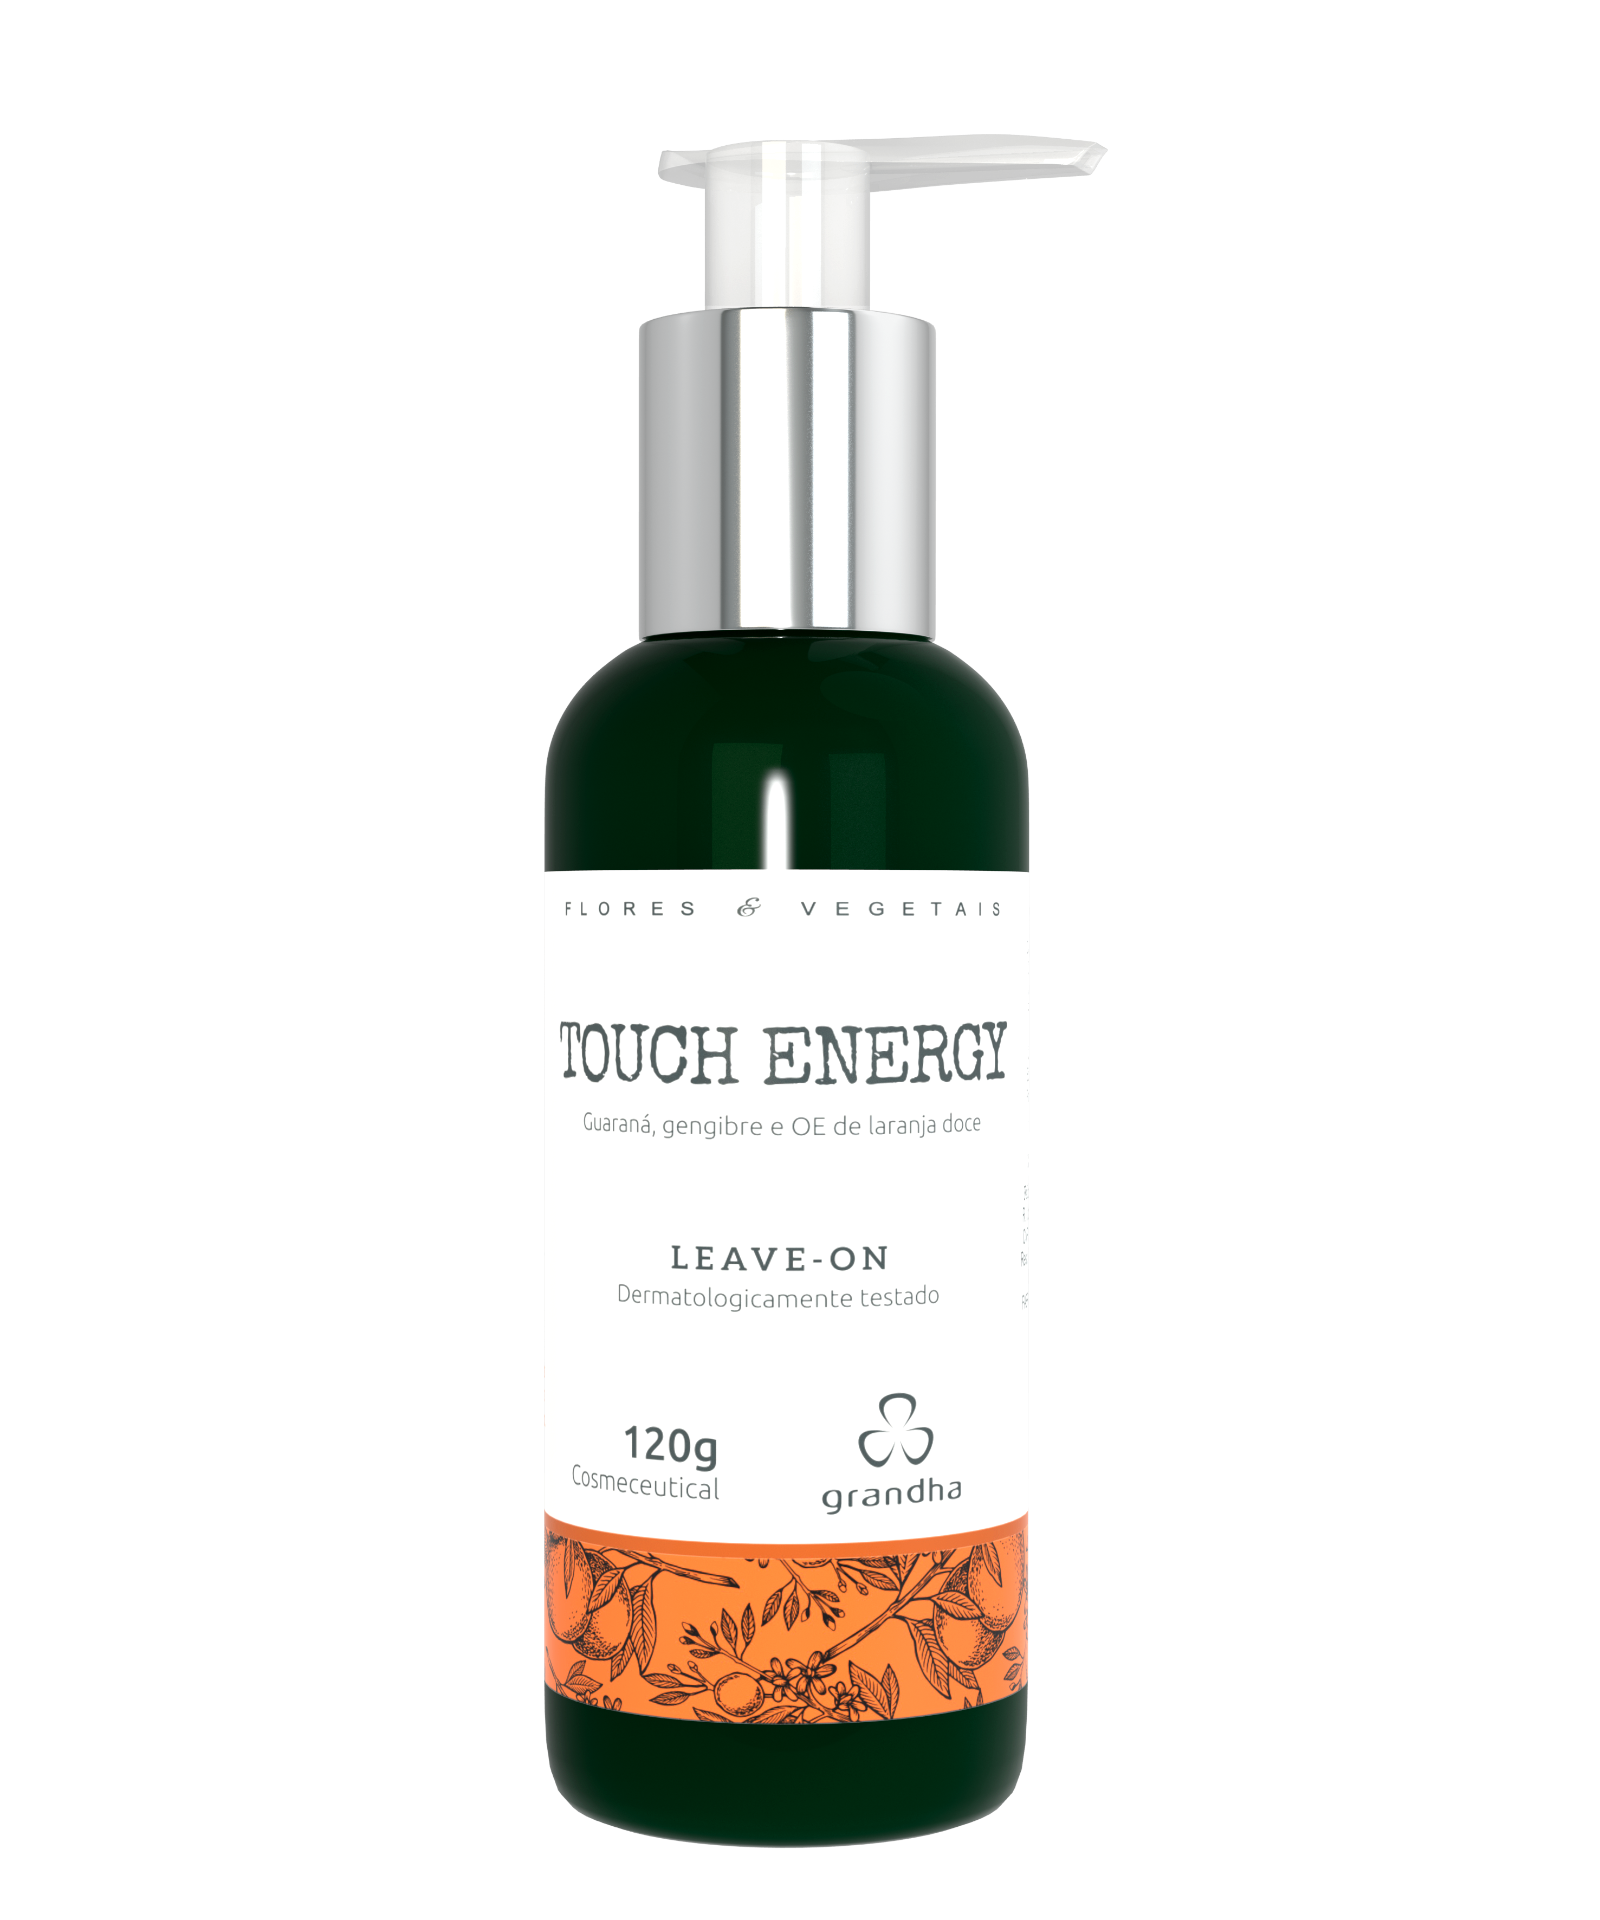 FLORES & VEGETAIS
TOUCH ENERGY
Guaraná, gengibre e OE de laranja doce
LEAVE-ON
Dermatologicamente testado
120g
Cosmeceutical
grandha